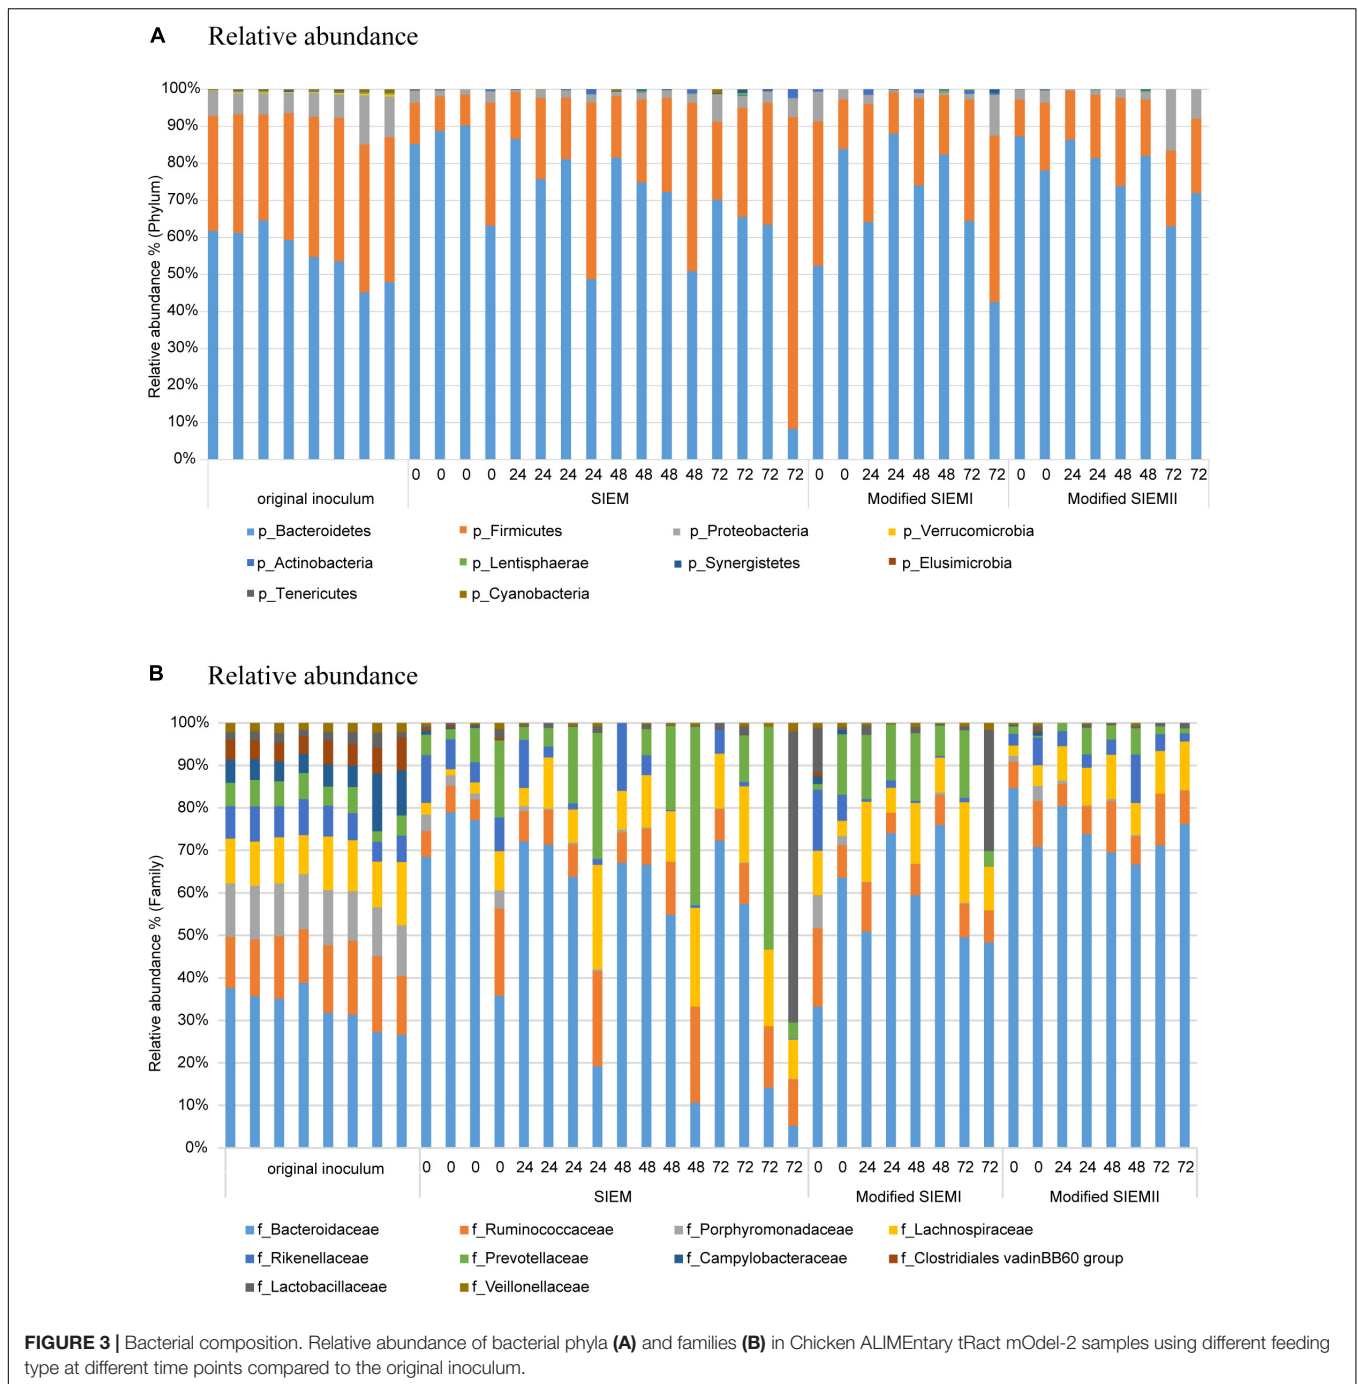 A Relative abundance
Relative abundance % (Phylum)
100%
90%
80%
70%
60%
50%
40%
30%
20%
10%
0%
0 0 0 0 24 24 24 24 48 48 48 48 72 72 72 72 0 0 24 24 48 48 72 72 0 0 24 24 48 48 72 72
original inoculum SIEM Modified SIEMI Modified SIEMII
p_Bacteroidetes p_Firmicutes p_Proteobacteria p_Verrucomicrobia
p_Actinobacteria p_Lentisphaerae p_Synergistetes p_Elusimicrobia
p_Tenericutes p_Cyanobacteria
B Relative abundance
Relative abundance % (Family)
100%
90%
80%
70%
60%
50%
40%
30%
20%
10%
0%
original inoculum 0 0 0 0 24 24 24 24 48 48 48 48 72 72 72 72 0 0 24 24 48 48 72 72 0 0 24 24 48 48 72 72
SIEM Modified SIEMI Modified SIEMII
f_Bacteroidaceae f_Ruminococcaceae f_Porphyromonadaceae f_Lachnospiraceae
f_Rikenellaceae f_Prevotellaceae f_Campylobacteraceae f_Clostridiales vadinBB60 group
f_Lactobacillaceae f_Veillonellaceae
FIGURE 3 | Bacterial composition. Relative abundance of bacterial phyla (A) and families (B) in Chicken ALIMEntary tRact mOdel-2 samples using different feeding
type at different time points compared to the original inoculum.